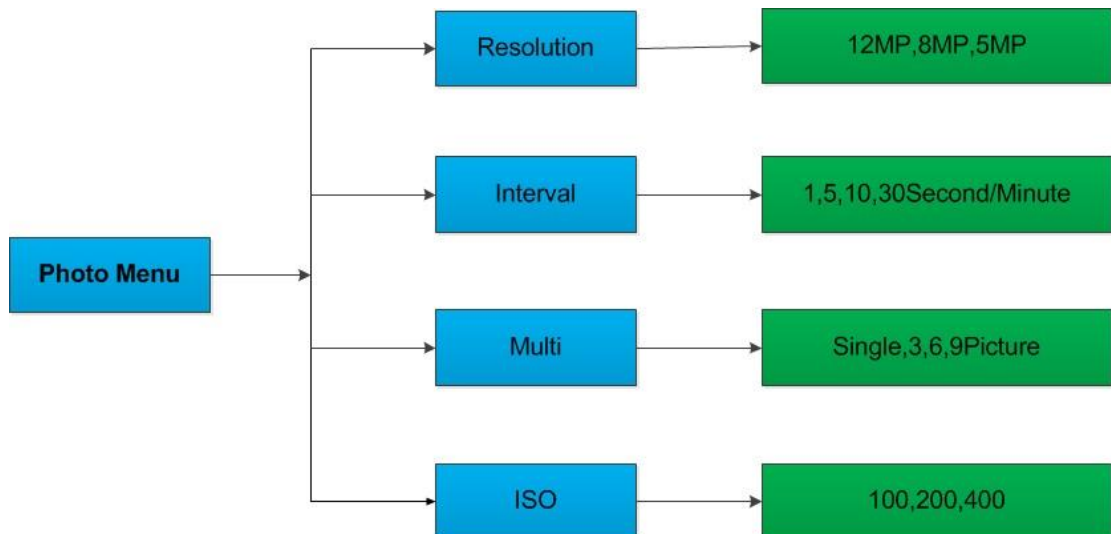 Resolution
12MP,8MP,5MP
Interval
1,5,10,30Second/Minute
Photo Menu
Multi
Single,3,6,9Picture
ISO
100,200,400